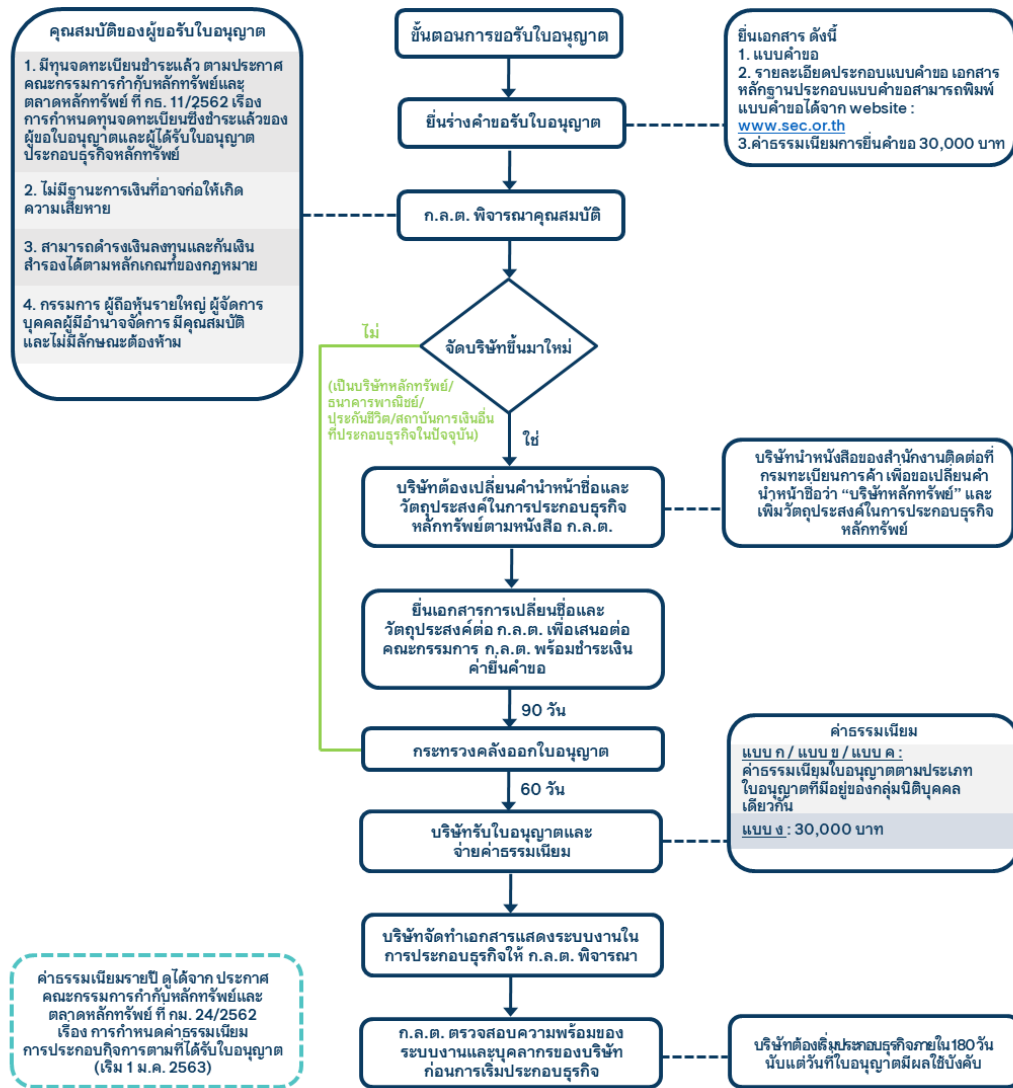 คุณสมบัติของผู้ขอรับใบอนุญาต
1. มีทุนจดทะเบียนชำระแล้ว ตามประกาศ
คณะกรรมการกำกับหลักทรัพย์และ
ตลาดหลักทรัพย์ ที่ กธ. 11/2562 เรื่อง
การกำหนดทุนจดทะเบียนซึ่งชำระแล้วของ
ผู้ขอใบอนุญาตและผู้ได้รับใบอนุญาต
ประกอบธุรกิจหลักทรัพย์
2. ไม่มีฐานะการเงินที่อาจก่อให้เกิด
ความเสียหาย
3. สามารถดำรงเงินลงทุนและกันเงิน
สำรองได้ตามหลักเกณฑ์ของกฎหมาย
4. กรรมการ ผู้ถือหุ้นรายใหญ่ ผู้จัดการ
บุคคลผู้มีอำนาจจัดการ มีคุณสมบัติ
และไม่มีลักษณะต้องห้าม
ขั้นตอนการขอรับใบอนุญาต
ยื่นร่างคำขอรับใบอนุญาต
ยื่นเอกสาร ดังนี้
1. แบบคำขอ
2. รายละเอียดประกอบแบบคำขอ เอกสาร
หลักฐานประกอบแบบคำขอสามารถพิมพ์
แบบคำขอได้จาก website :
www.sec.or.th
3.ค่าธรรมเนียมการยื่นคำขอ 30,000 บาท
ก.ล.ต. พิจารณาคุณสมบัติ
จัดบริษัทขึ้นมาใหม่
ไม่
(เป็นบริษัทหลักทรัพย์/
ธนาคารพาณิชย์/
ประกันชีวิต/สถาบันการเงินอื่น
ที่ประกอบธุรกิจในปัจจุบัน)
ใช่
บริษัทต้องเปลี่ยนคำนำหน้าชื่อและ
วัตถุประสงค์ในการประกอบธุรกิจ
หลักทรัพย์ตามหนังสือ ก.ล.ต.
บริษัทนำหนังสือของสำนักงานติดต่อที่
กรมทะเบียนการค้า เพื่อขอเปลี่ยนคำ
นำหน้าชื่อว่า “บริษัทหลักทรัพย์” และ
เพิ่มวัตถุประสงค์ในการประกอบธุรกิจ
หลักทรัพย์
ยื่นเอกสารการเปลี่ยนชื่อและ
วัตถุประสงค์ต่อ ก.ล.ต. เพื่อเสนอต่อ
คณะกรรมการ ก.ล.ต. พร้อมชำระเงิน
ค่ายื่นคำขอ
90 วัน
กระทรวงคลังออกใบอนุญาต
60 วัน
บริษัทรับใบอนุญาตและ
จ่ายค่าธรรมเนียม
ค่าธรรมเนียม
แบบ ก / แบบ ข / แบบ ค :
ค่าธรรมเนียมใบอนุญาตตามประเภท
ใบอนุญาตที่มีอยู่ของกลุ่มนิติบุคคล
เดียวกัน
แบบ ง : 30,000 บาท
บริษัทจัดทำเอกสารแสดงระบบงานใน
การประกอบธุรกิจให้ ก.ล.ต. พิจารณา
ค่าธรรมเนียมรายปี ดูได้จาก ประกาศ
คณะกรรมการกำกับหลักทรัพย์และ
ตลาดหลักทรัพย์ ที่ กม. 24/2562
เรื่อง การกำหนดค่าธรรมเนียม
การประกอบกิจการตามที่ได้รับใบอนุญาต
(เริ่ม 1 ม.ค. 2563)
ก.ล.ต. ตรวจสอบความพร้อมของ
ระบบงานและบุคลากรของบริษัท
ก่อนการเริ่มประกอบธุรกิจ
บริษัทต้องเริ่มประกอบธุรกิจภายใน 180 วัน
นับแต่วันที่ใบอนุญาตมีผลใช้บังคับ